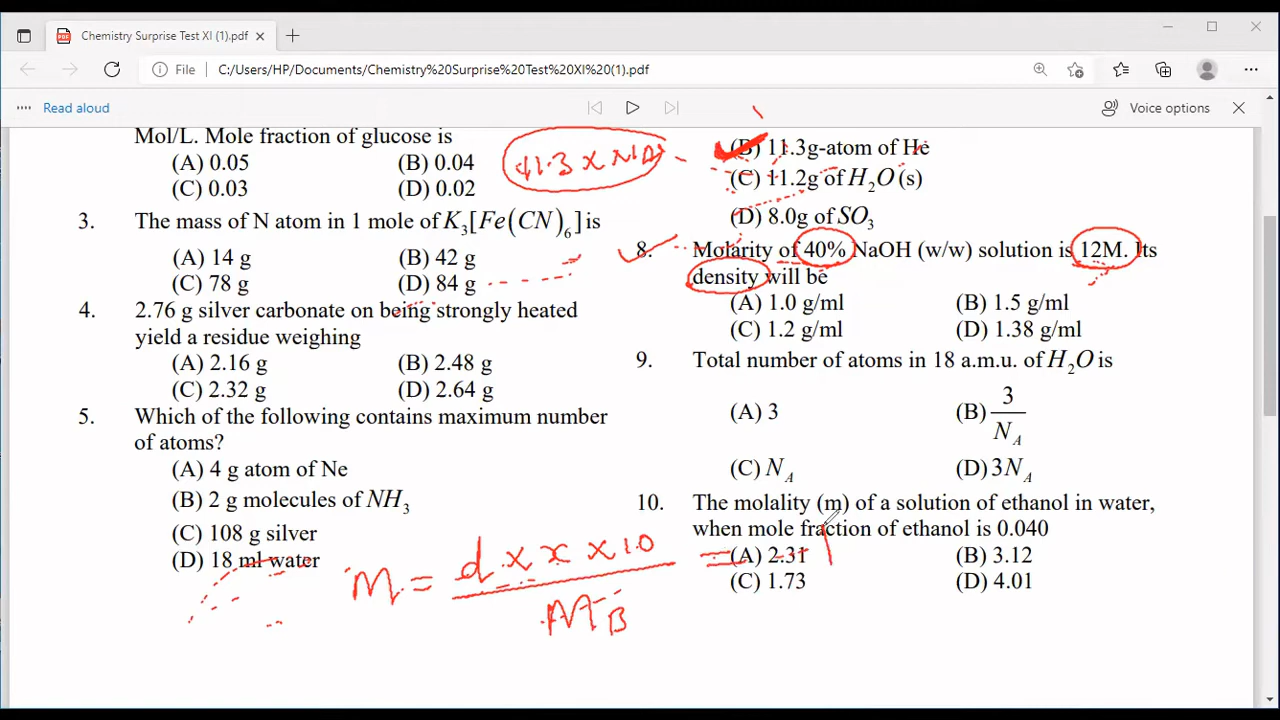 Chemistry Surprise Test XI (1).pdf
File C:/Users/HP/Documents/Chemistry%20Surprise%20Test%20XI%20(1).pdf
Read aloud
Voice options
Mol/L. Mole fraction of glucose is
(A) 0.05 (B) 0.04
(C) 0.03 (D) 0.02
3. The mass of N atom in 1 mole of K₃[Fe(CN)₆] is
(A) 14 g (B) 42 g
(C) 78 g (D) 84 g
4. 2.76 g silver carbonate on being strongly heated
yield a residue weighing
(A) 2.16 g (B) 2.48 g
(C) 2.32 g (D) 2.64 g
5. Which of the following contains maximum number
of atoms?
(A) 4 g atom of Ne
(B) 2 g molecules of NH₃
(C) 108 g silver
(D) 18 ml water
11.3 x NA
(B) 11.3g-atom of He
(C) 11.2g of H₂O (s)
(D) 8.0g of SO₃
8. Molarity of 40% NaOH (w/w) solution is 12M. Its
density will be
(A) 1.0 g/ml (B) 1.5 g/ml
(C) 1.2 g/ml (D) 1.38 g/ml
9. Total number of atoms in 18 a.m.u. of H₂O is
(A) 3 (B) 3/N_A
(C) N_A (D) 3N_A
10. The molality (m) of a solution of ethanol in water,
when mole fraction of ethanol is 0.040
(A) 2.31 (B) 3.12
(C) 1.73 (D) 4.01
M = d x x x 10 =
M B